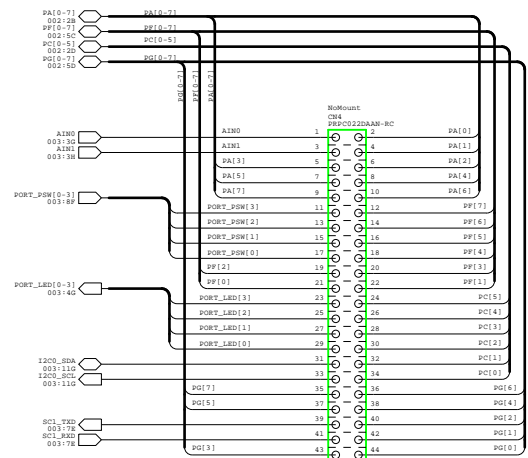 PA[0-7] PA[0-7]
002:2B
PF[0-7] PF[0-7]
002:5C
PC[0-5] PC[0-5]
002:2D
PG[0-7] PG[0-7]
002:5D
PG[0-7]
PF[0-7]
PA[0-7]
NoMount
CN4
PRPC022DAAN-RC
AIN0 AIN0 1 2 PA[0]
003:3G
AIN1 AIN1 3 4 PA[1]
003:3H
PA[3] 5 6 PA[2]
PA[5] 7 8 PA[4]
PA[7] 9 10 PA[6]
PORT_PSW[0-3]
003:8F
PORT_PSW[3] 11 12 PF[7]
PORT_PSW[2] 13 14 PF[6]
PORT_PSW[1] 15 16 PF[5]
PORT_PSW[0] 17 18 PF[4]
PF[2] 19 20 PF[3]
PF[0] 21 22 PF[1]
PORT_LED[0-3]
003:4G
PORT_LED[3] 23 24 PC[5]
PORT_LED[2] 25 26 PC[4]
PORT_LED[1] 27 28 PC[3]
PORT_LED[0] 29 30 PC[2]
I2C0_SDA 31 32 PC[1]
003:11G
I2C0_SCL 33 34 PC[0]
003:11G
PG[7] 35 36 PG[6]
PG[5] 37 38 PG[4]
SC1_TXD 39 40 PG[2]
003:7E
SC1_RXD 41 42 PG[1]
003:7E
PG[3] 43 44 PG[0]